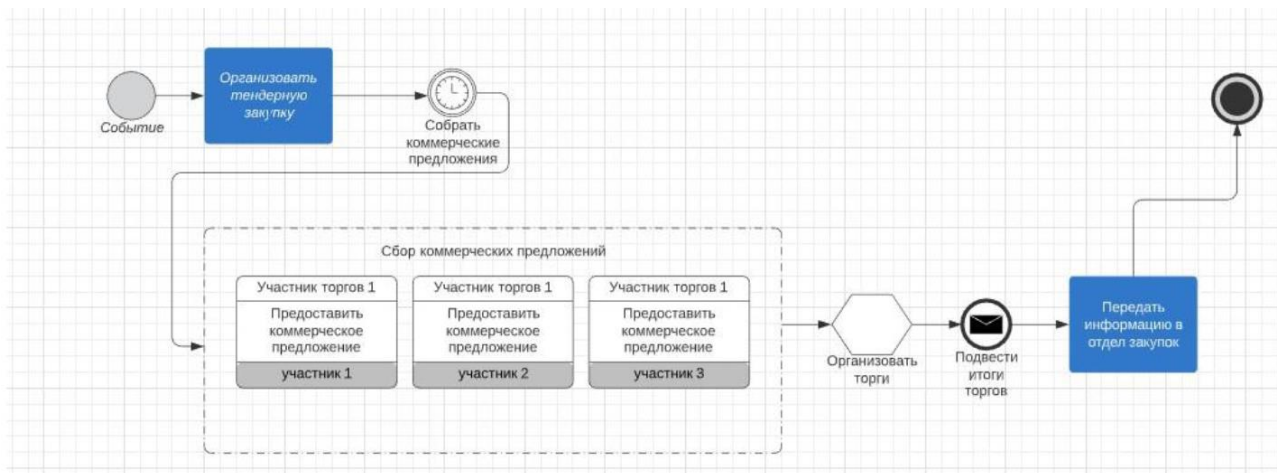 Событие
Организовать
тендерную
закупку
Собрать
коммерческие
предложения
Сбор коммерческих предложений
Участник торгов 1
Предоставить
коммерческое
предложение
участник 1
Участник торгов 1
Предоставить
коммерческое
предложение
участник 2
Участник торгов 1
Предоставить
коммерческое
предложение
участник 3
Организовать
торги
Подвести
итоги
торгов
Передать
информацию в
отдел закупок